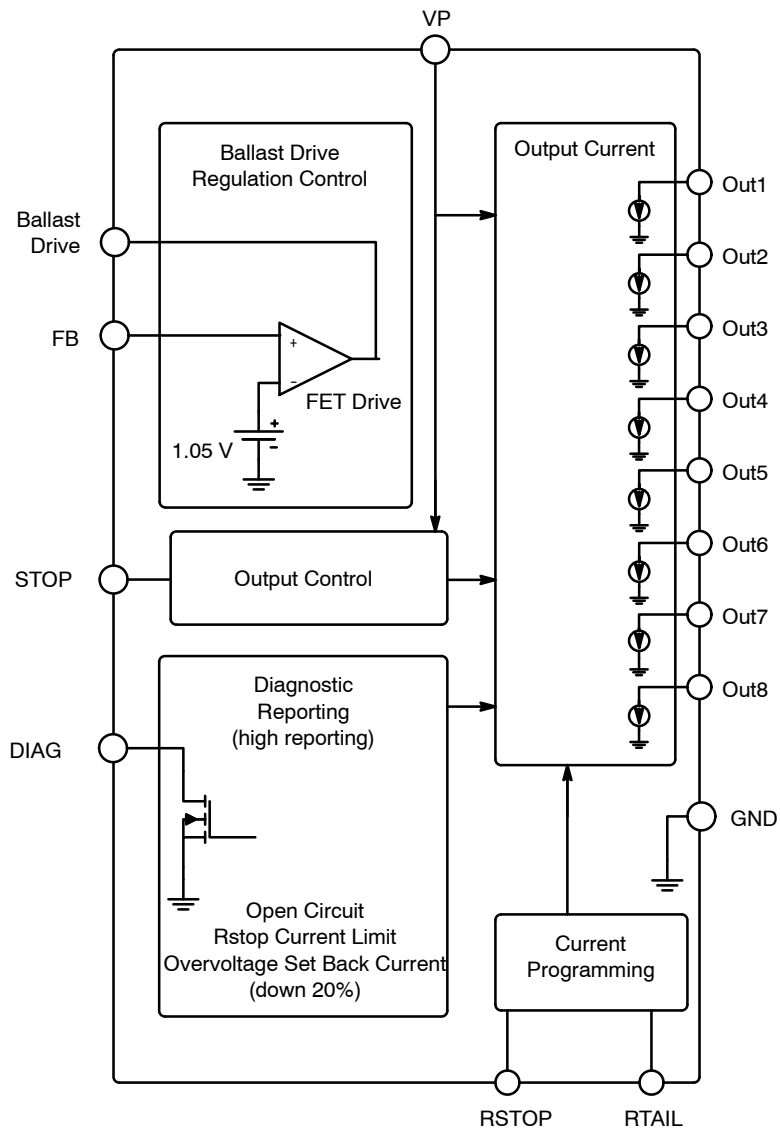 VP
Ballast Drive
Regulation Control
Output Current
Out1
Ballast
Drive
Out2
FB
+
-
FET Drive
Out3
1.05 V
+
-
Out4
Out5
Out6
STOP
Output Control
Out7
Diagnostic
Reporting
(high reporting)
Out8
DIAG
GND
Open Circuit
Rstop Current Limit
Overvoltage Set Back Current
(down 20%)
Current
Programming
RSTOP
RTAIL